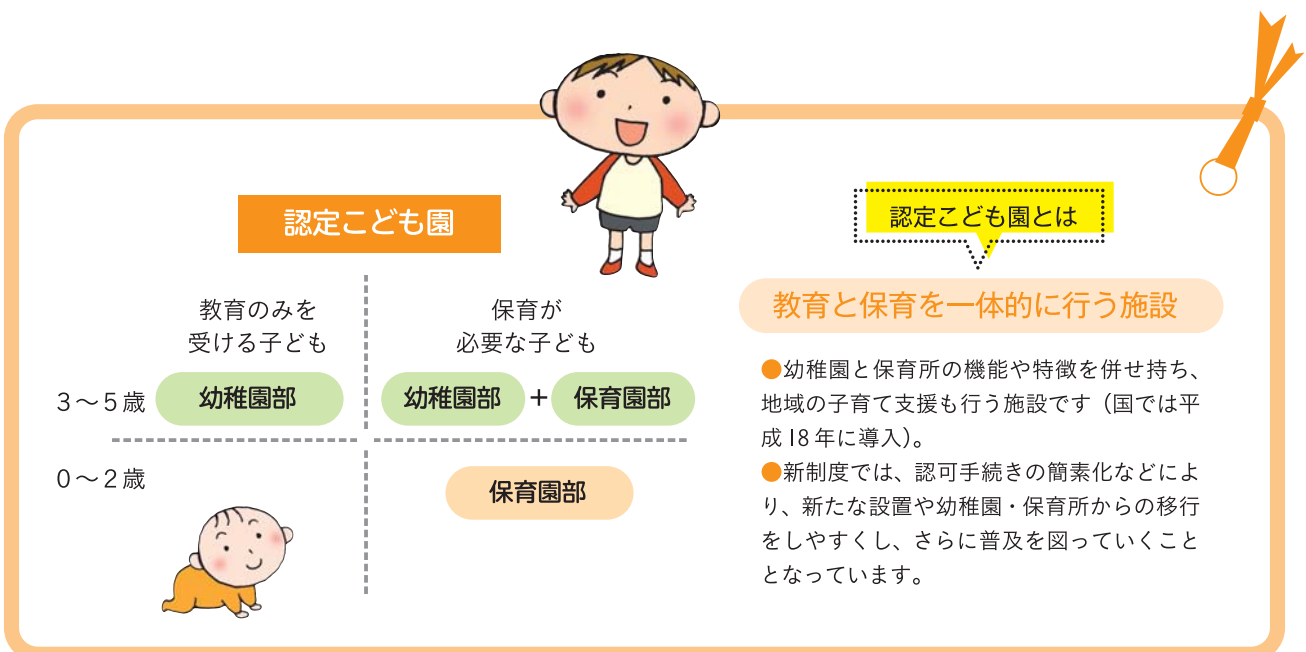 認定こども園
教育のみを
受ける子ども
保育が
必要な子ども
3～5歳
幼稚園部
幼稚園部 + 保育園部
0～2歳
保育園部
認定こども園とは
教育と保育を一体的に行う施設
●幼稚園と保育所の機能や特徴を併せ持ち、
地域の子育て支援も行う施設です（国では平
成18年に導入）。
●新制度では、認可手続きの簡素化などによ
り、新たな設置や幼稚園・保育所からの移行
をしやすくし、さらに普及を図っていくこと
となっています。